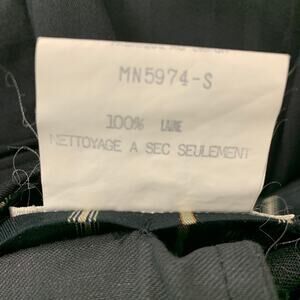 MN5974-S
100% LAINE
NETTOYAGE A SEC SEULEMENT